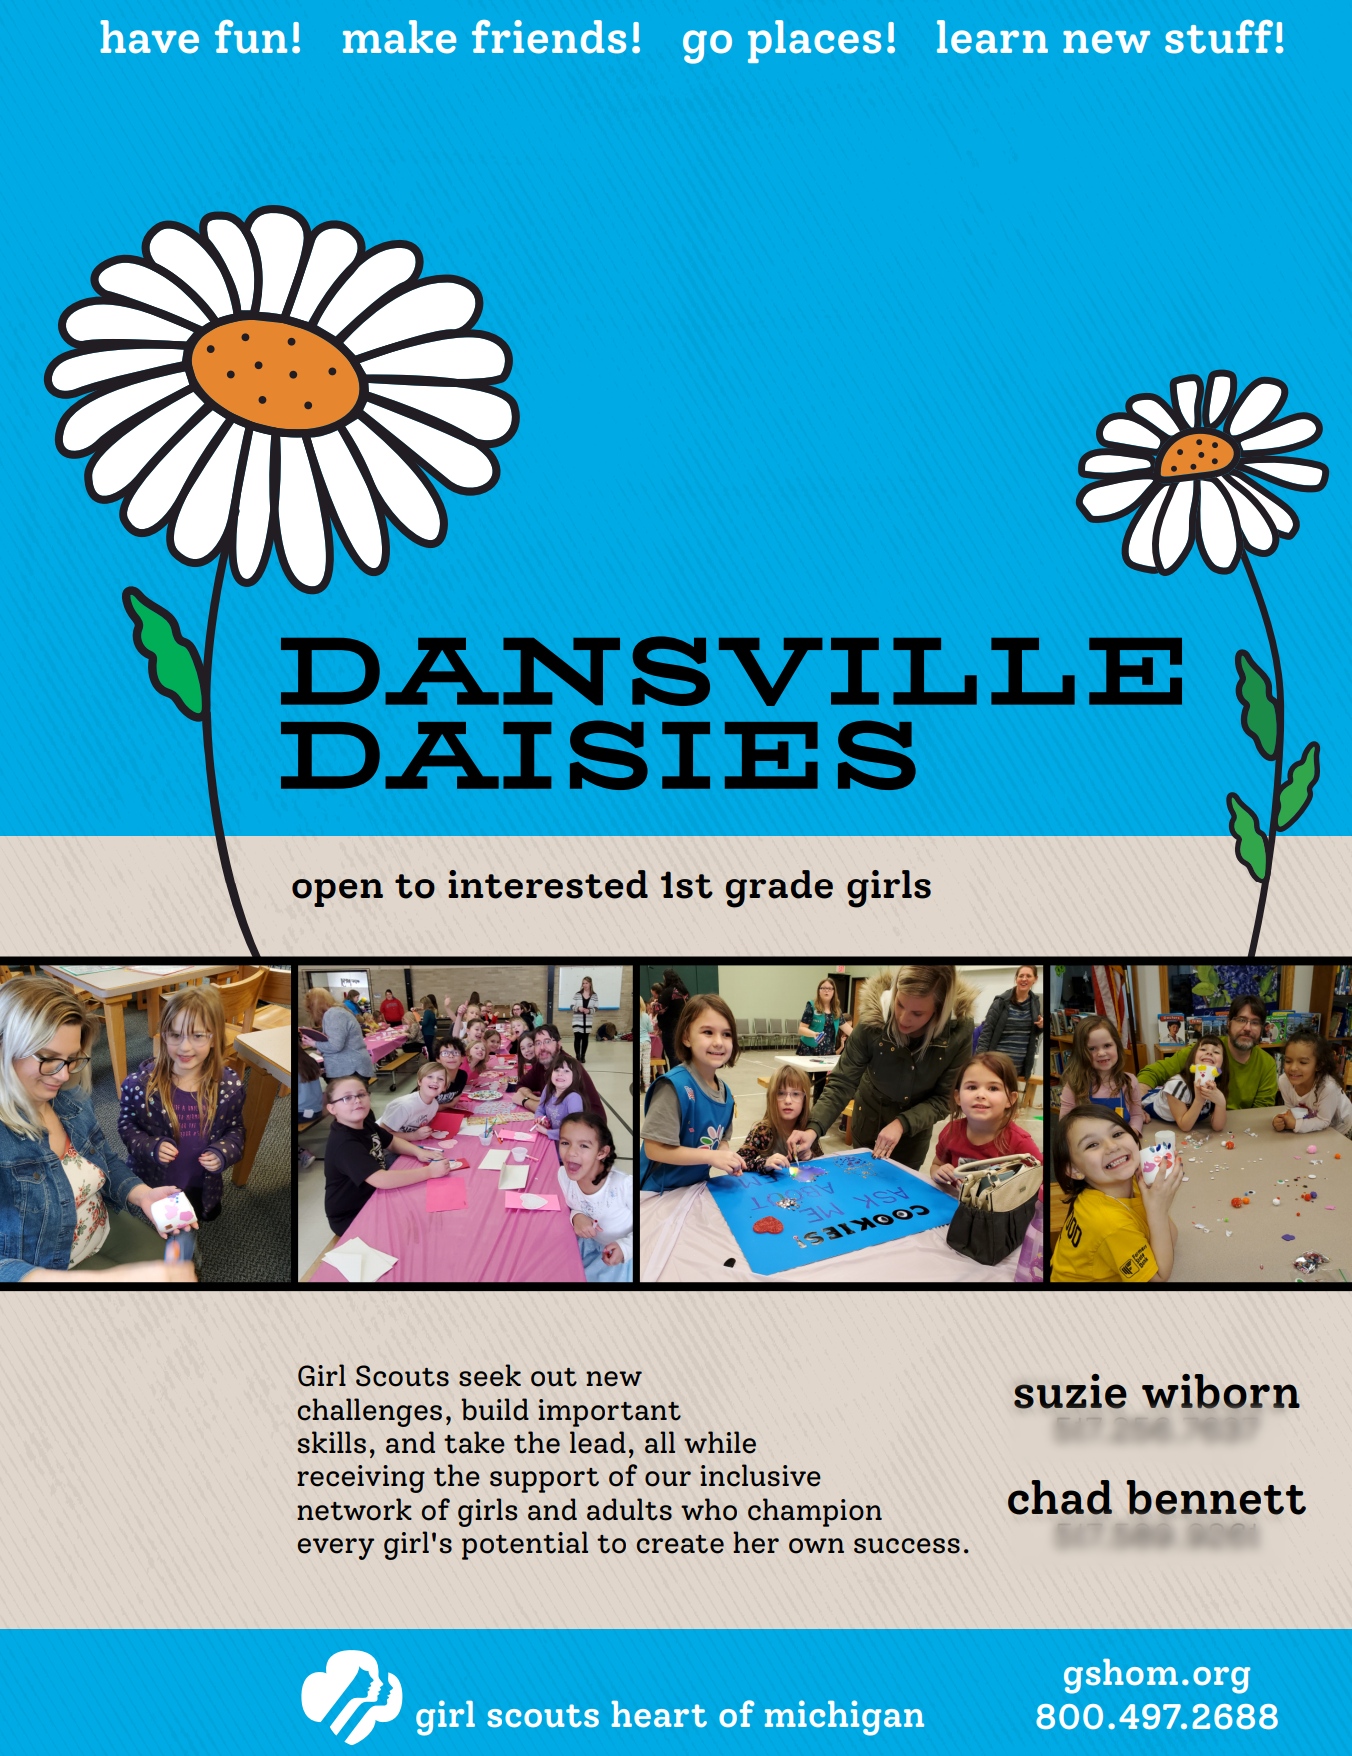 have fun! make friends! go places! learn new stuff!
DANSVILLE
DAISIES
open to interested 1st grade girls
ASK ME
ABOUT
COOKIES
Girl Scouts seek out new
challenges, build important
skills, and take the lead, all while
receiving the support of our inclusive
network of girls and adults who champion
every girl's potential to create her own success.
suzie wiborn
chad bennett
girl scouts heart of michigan
gshom.org
800.497.2688